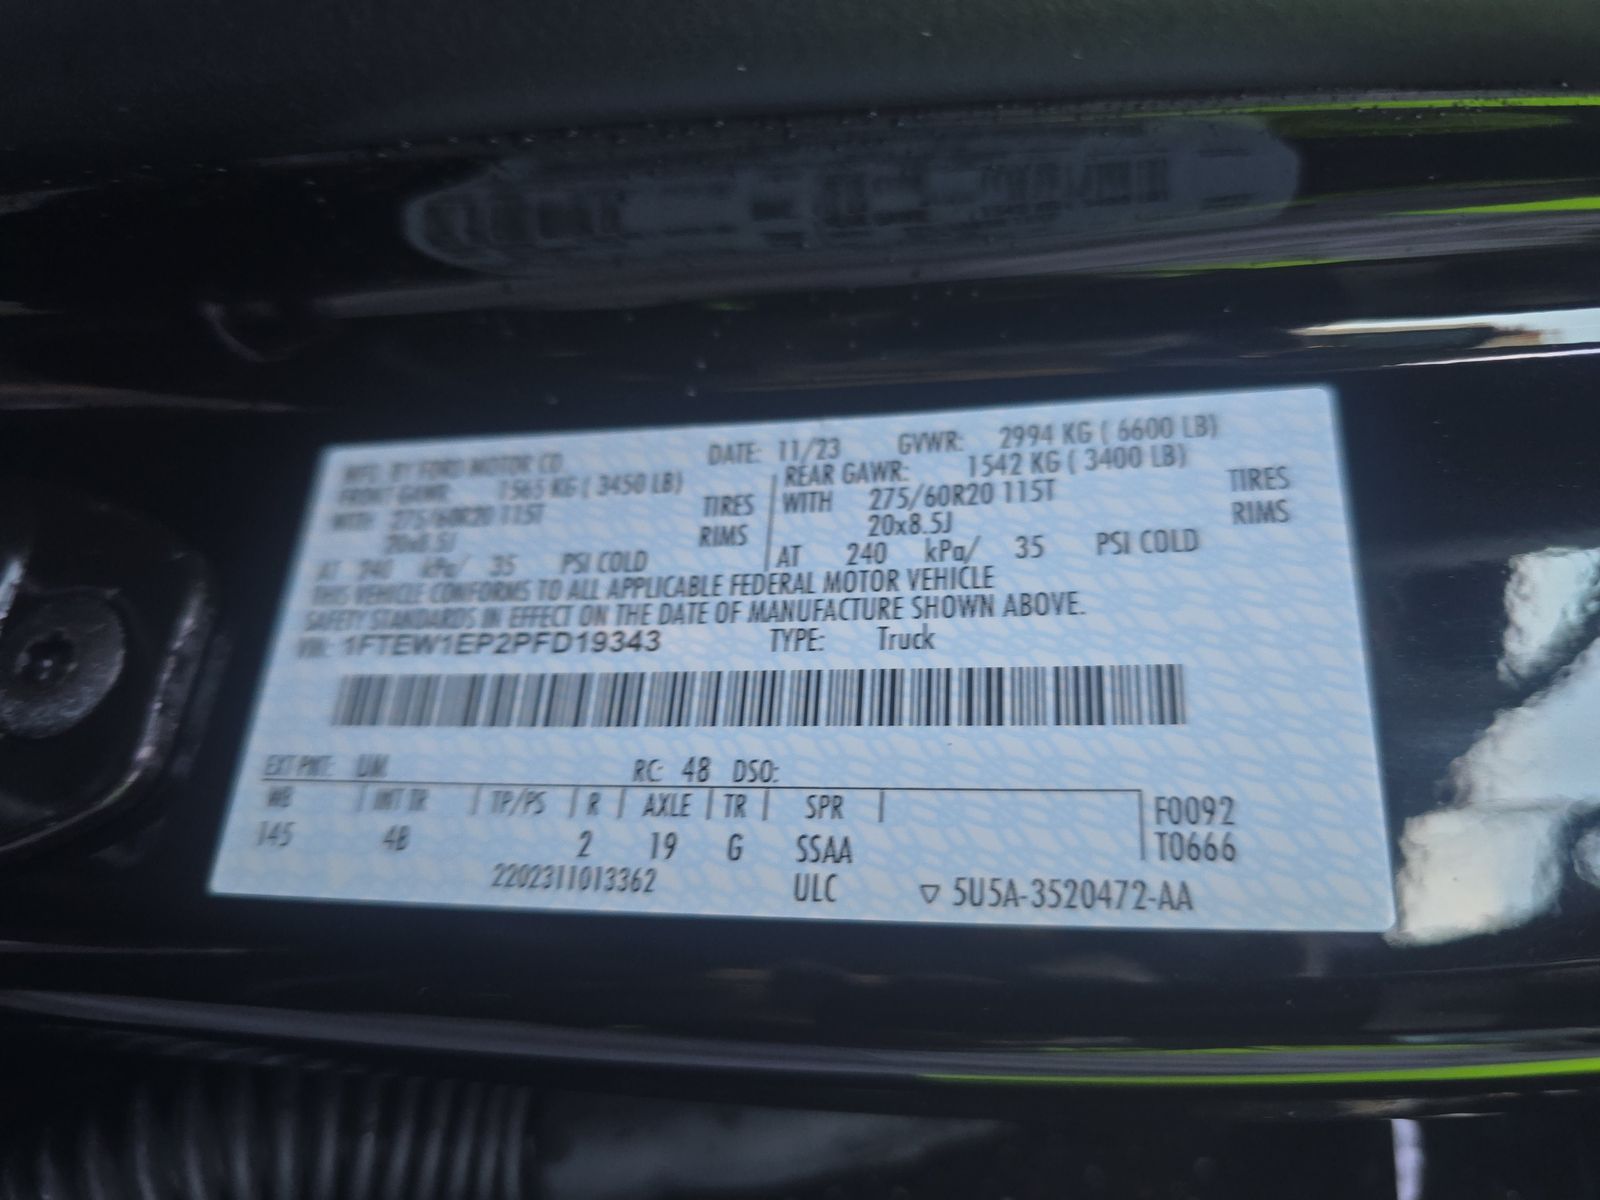 MFD. BY FORD MOTOR CO. DATE: 11/23 GVWR: 2994 KG ( 6600 LB)
FRONT GAWR: 1565 KG ( 3450 LB) REAR GAWR: 1542 KG ( 3400 LB)
WITH 275/60R20 115T TIRES WITH 275/60R20 115T TIRES
20x8.5J RIMS 20x8.5J RIMS
AT 240 kPa/ 35 PSI COLD AT 240 kPa/ 35 PSI COLD
THIS VEHICLE CONFORMS TO ALL APPLICABLE FEDERAL MOTOR VEHICLE
SAFETY STANDARDS IN EFFECT ON THE DATE OF MANUFACTURE SHOWN ABOVE.
VIN: 1FTEW1EP2PFD19343 TYPE: Truck
EXT PNT: UM RC: 48 DSO:
WB INT TR TP/PS R AXLE TR SPR F0092
145 4B 2 19 G SSAA T0666
2202311013362 ULC ▽ 5U5A-3520472-AA